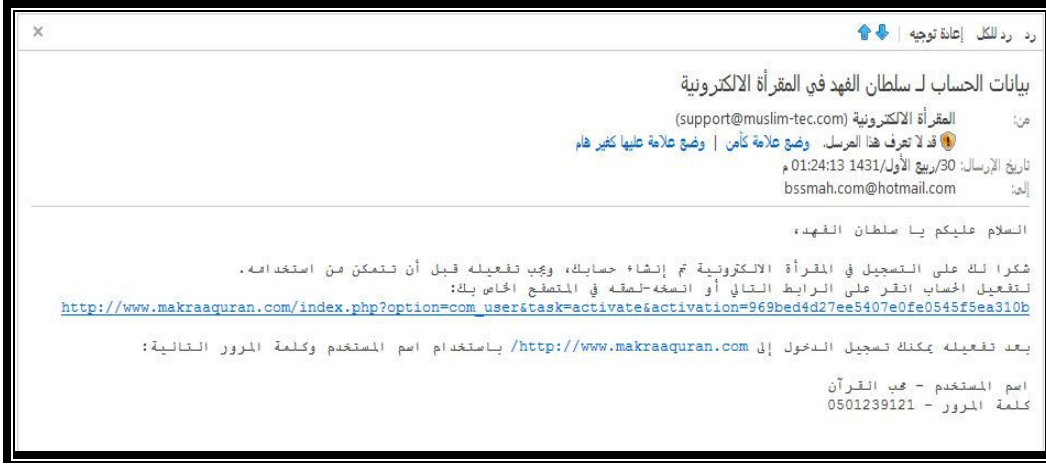 رد رد للكل إعادة توجيه
بيانات الحساب لـ سلطان الفهد في المقرأة الالكترونية
من: المقرأة الالكترونية (support@muslim-tec.com)
قد لا تعرف هذا المرسل. وضع علامة كآمن | وضع علامة عليها كغير هام
تاريخ الإرسال: 30/ربيع الأول/1431 01:24:13 م
إلى: bssmah.com@hotmail.com
السلام عليكم يا سلطان الفهد،
شكرا لك على التسجيل في المقرأة الالكترونية تم إنشاء حسابك، ويجب تفعيله قبل أن تتمكن من استخدامه.
لتفعيل الحساب انقر على الرابط التالي أو انسخه-لصقه في المتصفح الخاص بك:
http://www.makraaquran.com/index.php?option=com_user&task=activate&activation=969bed4d27ee5407e0fe0545f5ea310b
بعد تفعيله يمكنك تسجيل الدخول إلى http://www.makraaquran.com/ باستخدام اسم المستخدم وكلمة المرور التالية:
اسم المستخدم - محب القرآن
كلمة المرور - 0501239121